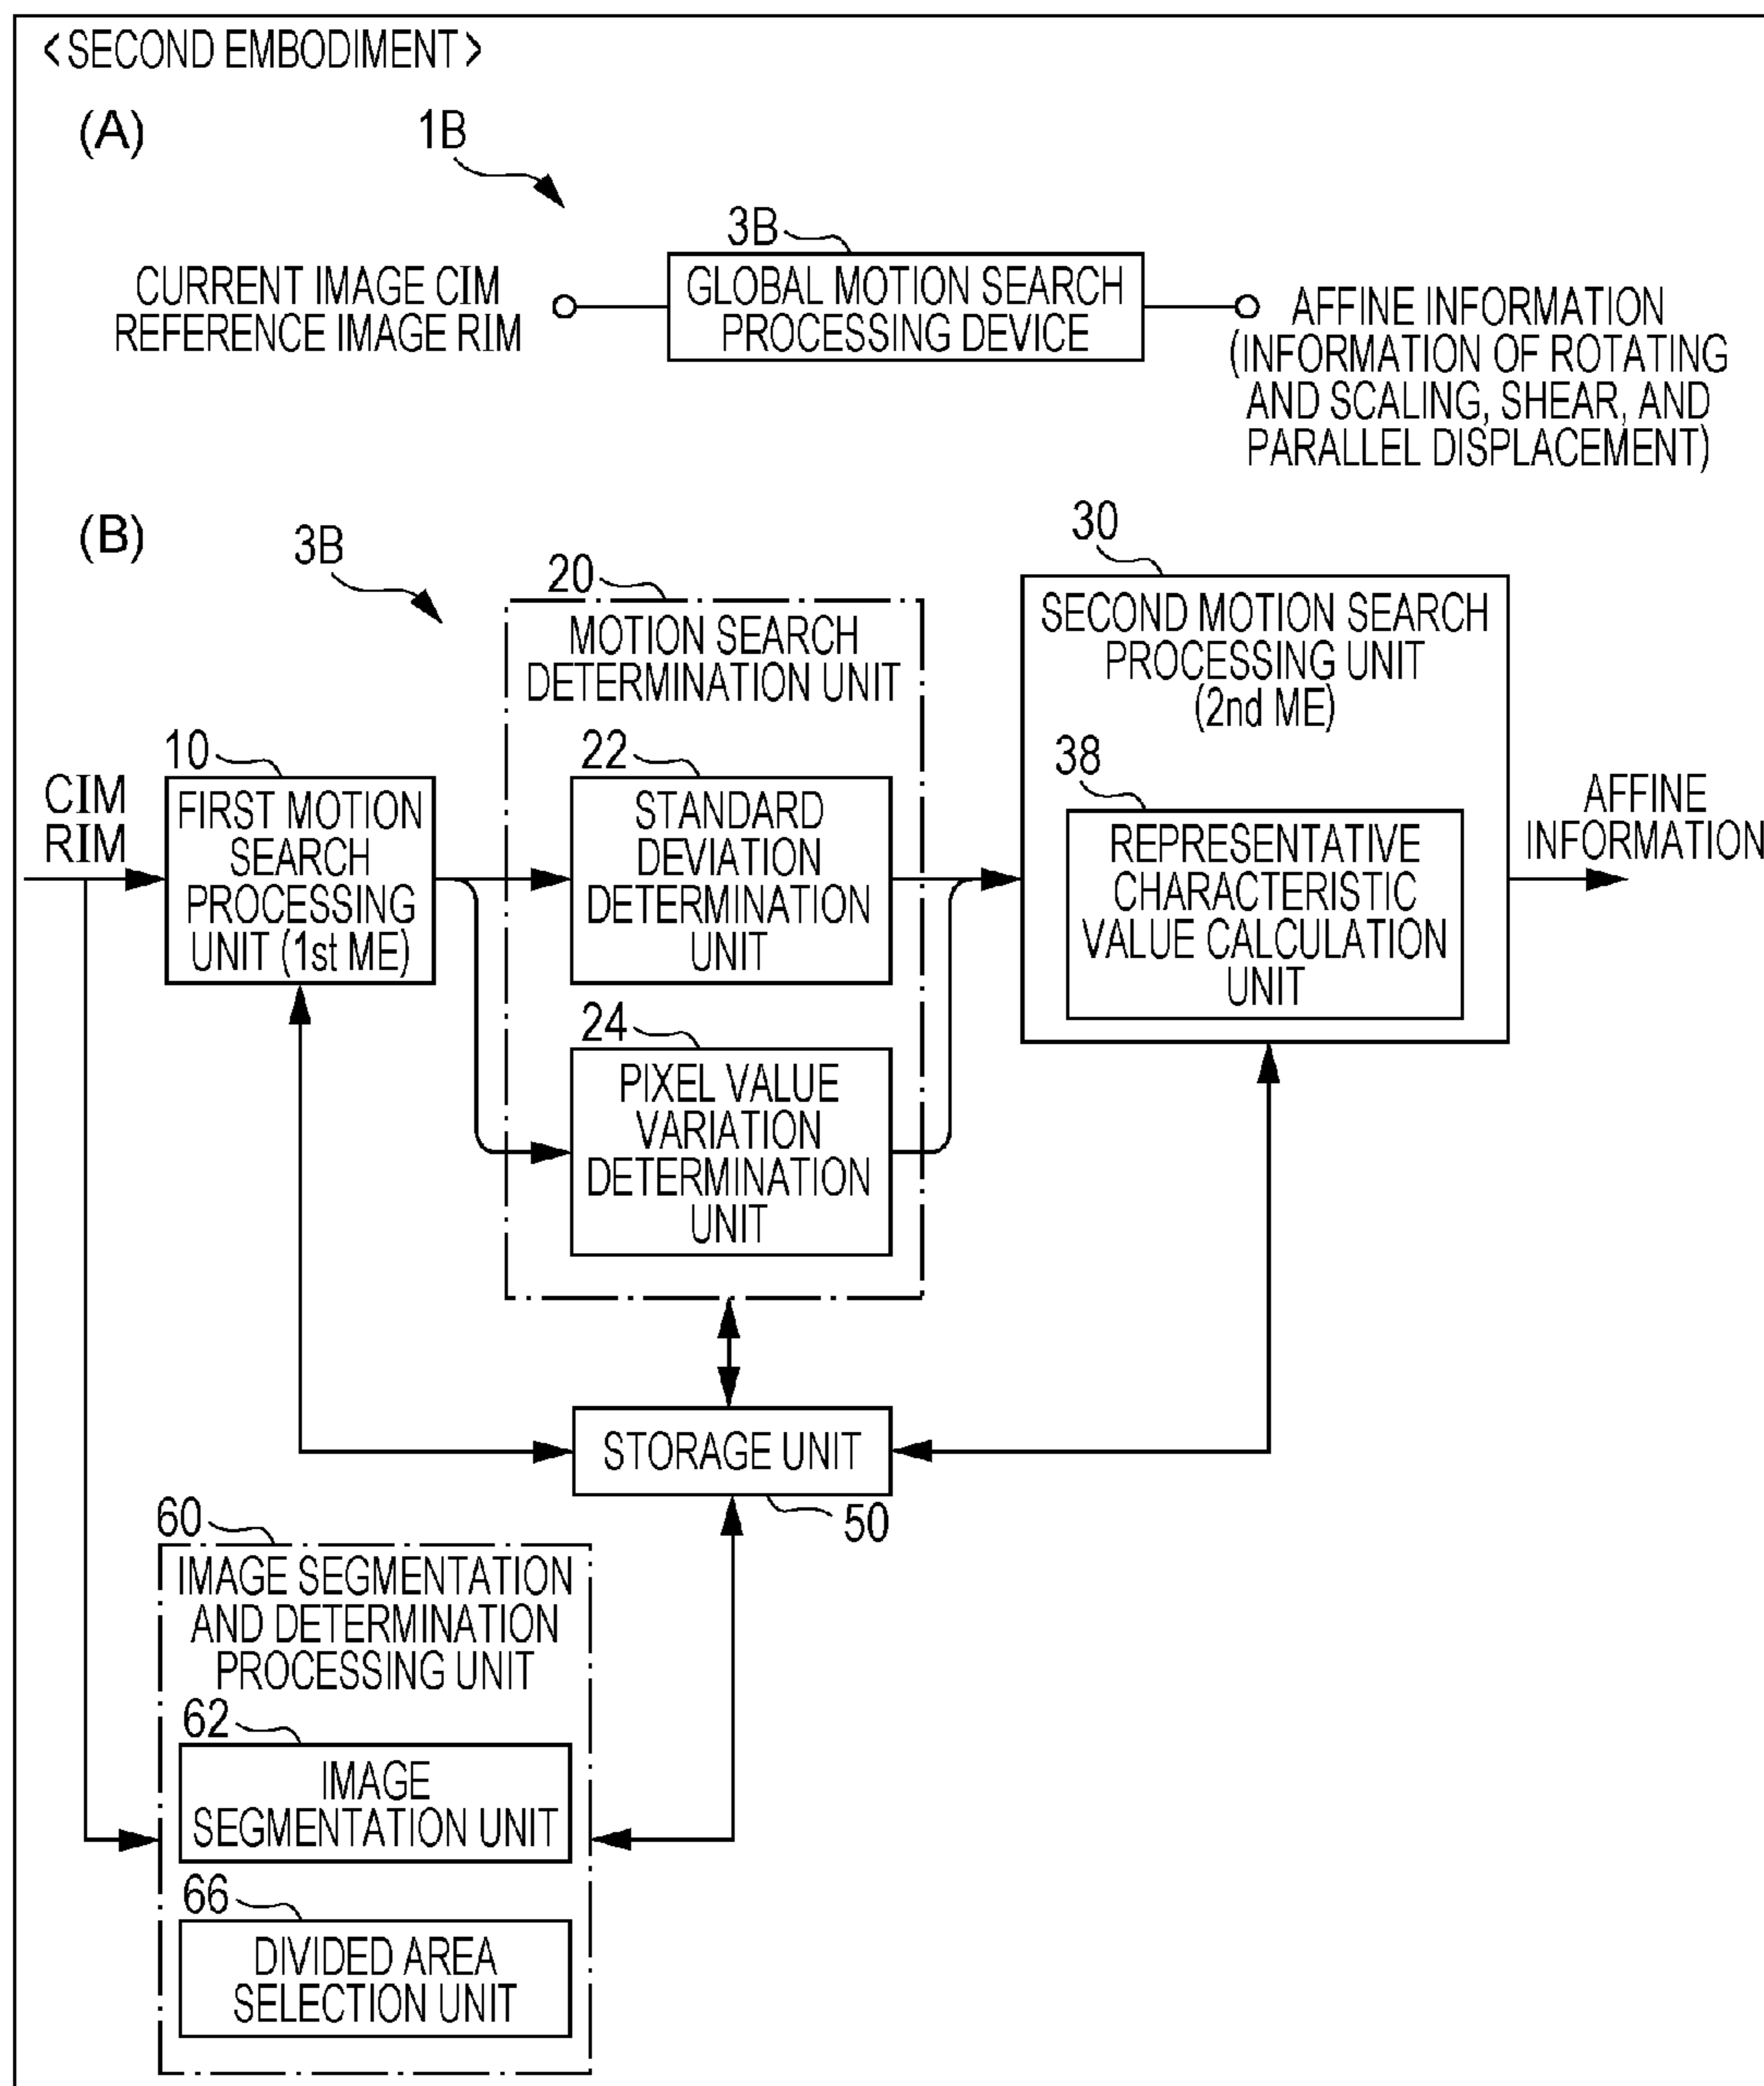 <SECOND EMBODIMENT>
(A)
1B
3B
CURRENT IMAGE CIM
REFERENCE IMAGE RIM
GLOBAL MOTION SEARCH
PROCESSING DEVICE
AFFINE INFORMATION
(INFORMATION OF ROTATING
AND SCALING, SHEAR, AND
PARALLEL DISPLACEMENT)
(B)
3B
20
MOTION SEARCH
DETERMINATION UNIT
30
SECOND MOTION SEARCH
PROCESSING UNIT
(2nd ME)
CIM
RIM
10
FIRST MOTION
SEARCH
PROCESSING
UNIT (1st ME)
22
STANDARD
DEVIATION
DETERMINATION
UNIT
38
REPRESENTATIVE
CHARACTERISTIC
VALUE CALCULATION
UNIT
AFFINE
INFORMATION
24
PIXEL VALUE
VARIATION
DETERMINATION
UNIT
STORAGE UNIT
50
60
IMAGE SEGMENTATION
AND DETERMINATION
PROCESSING UNIT
62
IMAGE
SEGMENTATION UNIT
66
DIVIDED AREA
SELECTION UNIT